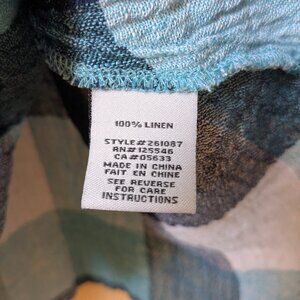 100% LINEN
STYLE#261087
RN#125546
CA#05633
MADE IN CHINA
FAIT EN CHINE
SEE REVERSE
FOR CARE
INSTRUCTIONS